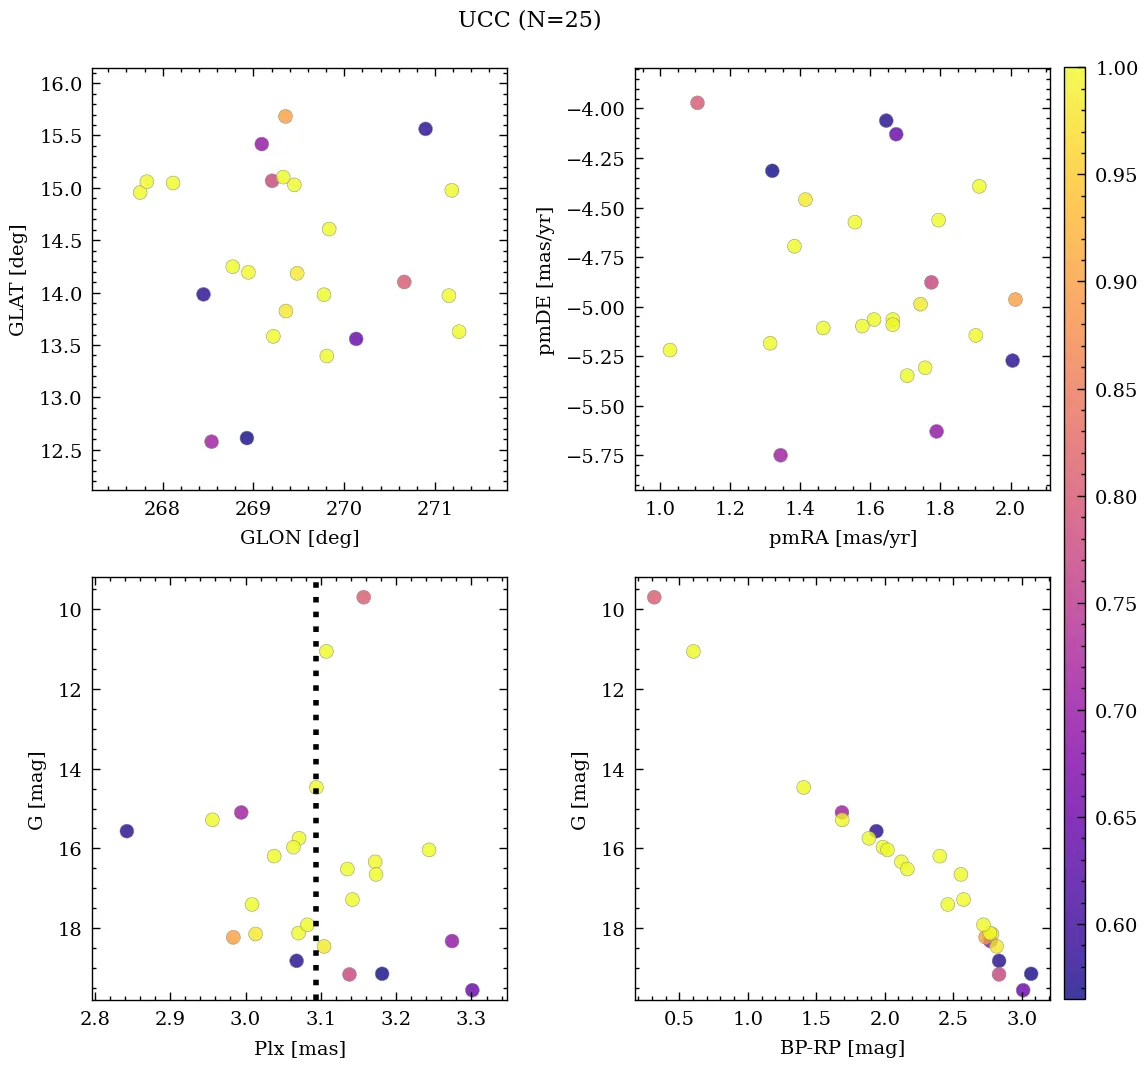 UCC (N=25)
16.0
15.5
15.0
14.5
14.0
13.5
13.0
12.5
GLAT [deg]
268 269 270 271
GLON [deg]
−4.00
−4.25
−4.50
−4.75
−5.00
−5.25
−5.50
−5.75
pmDE [mas/yr]
1.0 1.2 1.4 1.6 1.8 2.0
pmRA [mas/yr]
10
12
14
16
18
G [mag]
2.8 2.9 3.0 3.1 3.2 3.3
Plx [mas]
10
12
14
16
18
G [mag]
0.5 1.0 1.5 2.0 2.5 3.0
BP-RP [mag]
1.00
0.95
0.90
0.85
0.80
0.75
0.70
0.65
0.60